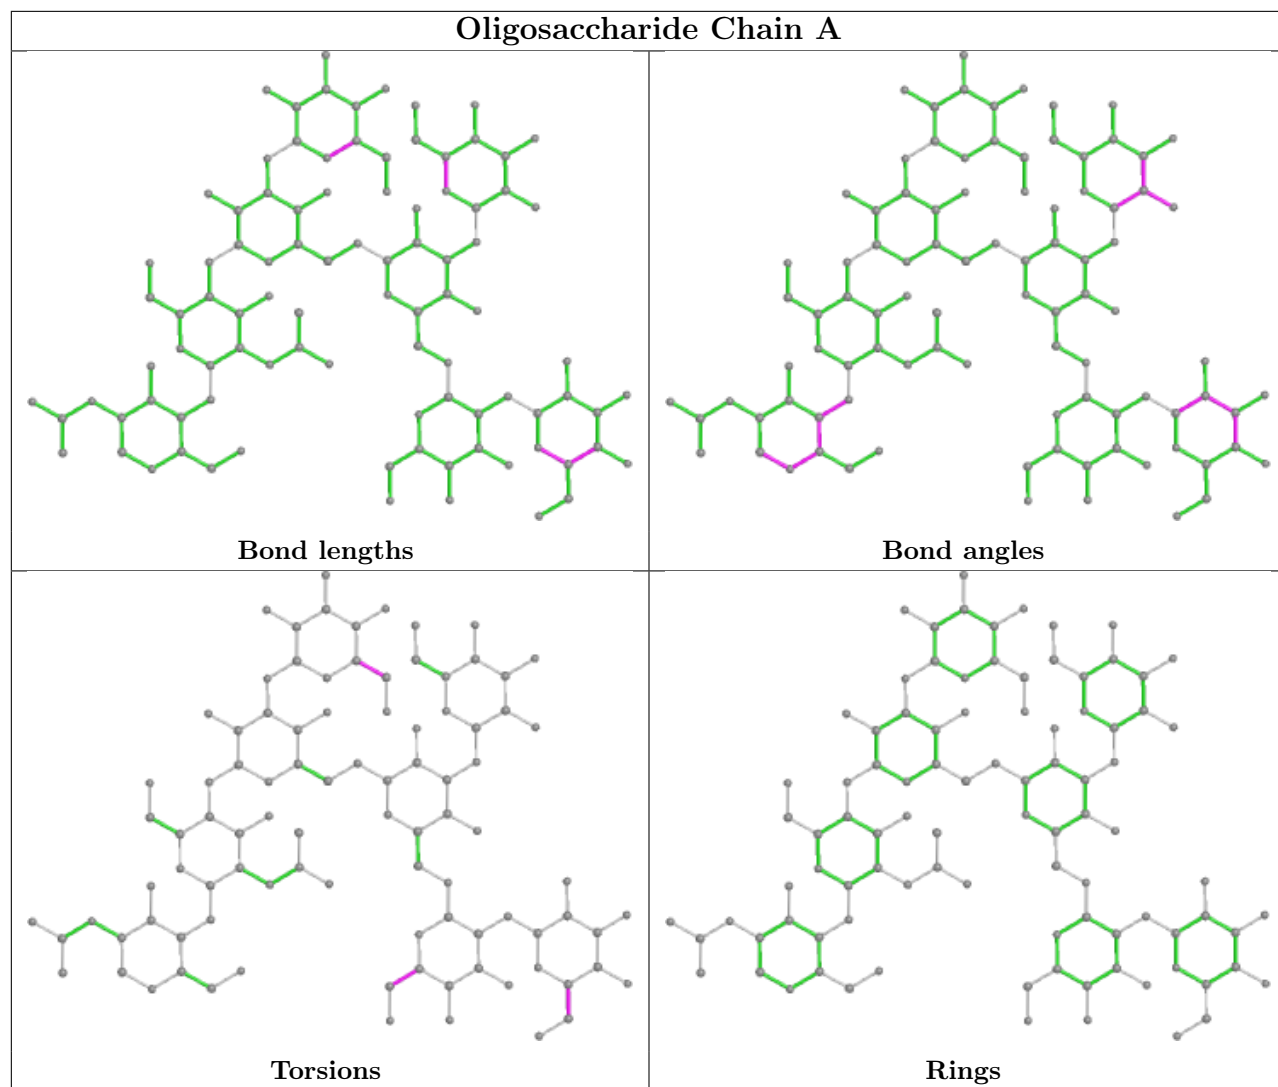 Oligosaccharide Chain A
Bond lengths
Bond angles
Torsions
Rings